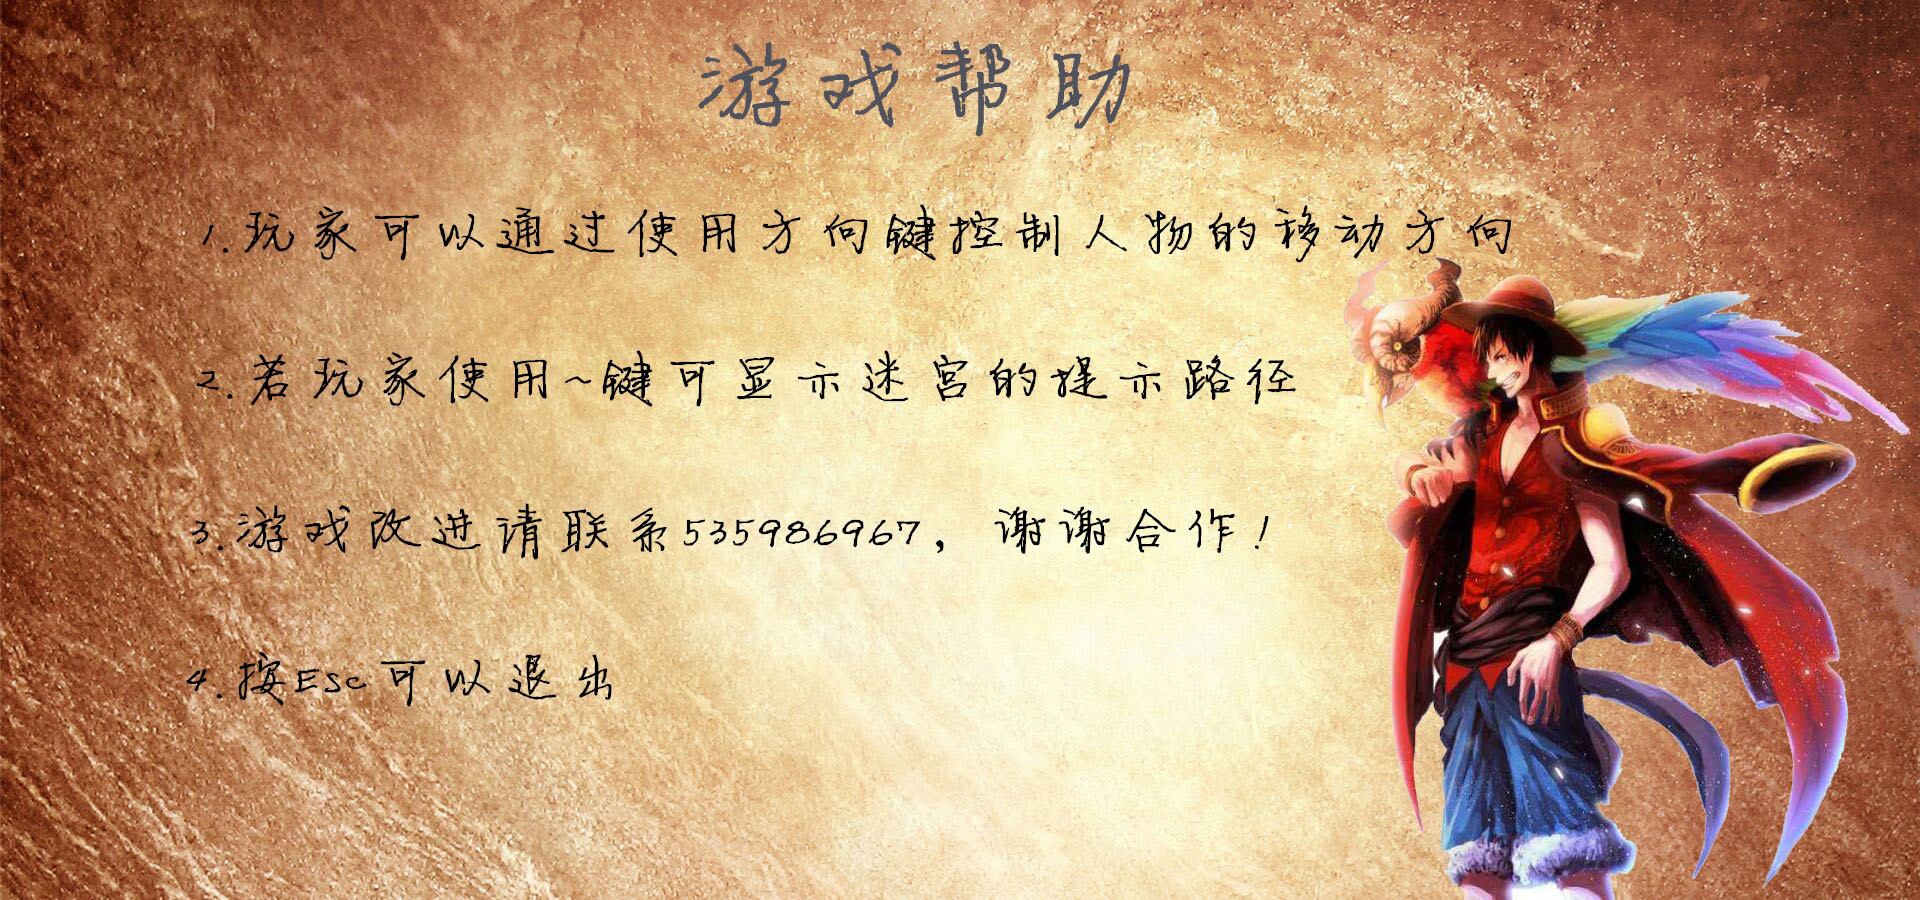 游戏帮助
1.玩家可以通过使用方向键控制人物的移动方向
2.若玩家使用~键可显示迷宫的提示路径
3.游戏改进请联系535986967，谢谢合作！
4.按Esc可以退出